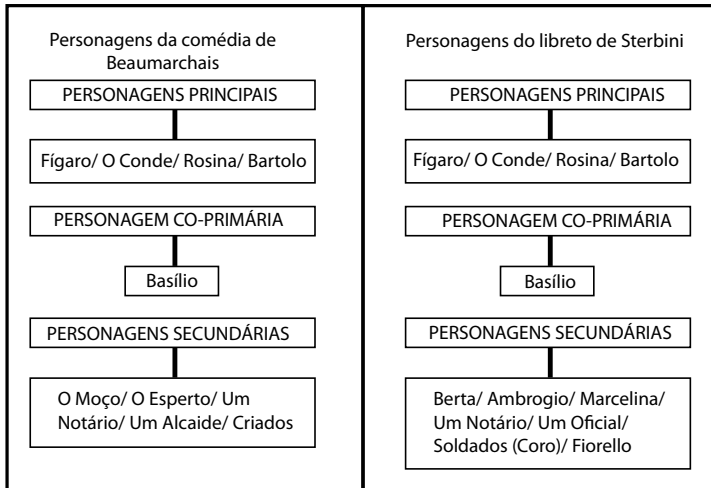 Personagens da comédia de
Beaumarchais
PERSONAGENS PRINCIPAIS
Fígaro/ O Conde/ Rosina/ Bartolo
PERSONAGEM CO-PRIMÁRIA
Basílio
PERSONAGENS SECUNDÁRIAS
O Moço/ O Esperto/ Um
Notário/ Um Alcaide/ Criados
Personagens do libreto de Sterbini
PERSONAGENS PRINCIPAIS
Fígaro/ O Conde/ Rosina/ Bartolo
PERSONAGEM CO-PRIMÁRIA
Basílio
PERSONAGENS SECUNDÁRIAS
Berta/ Ambrogio/ Marcelina/
Um Notário/ Um Oficial/
Soldados (Coro)/ Fiorello